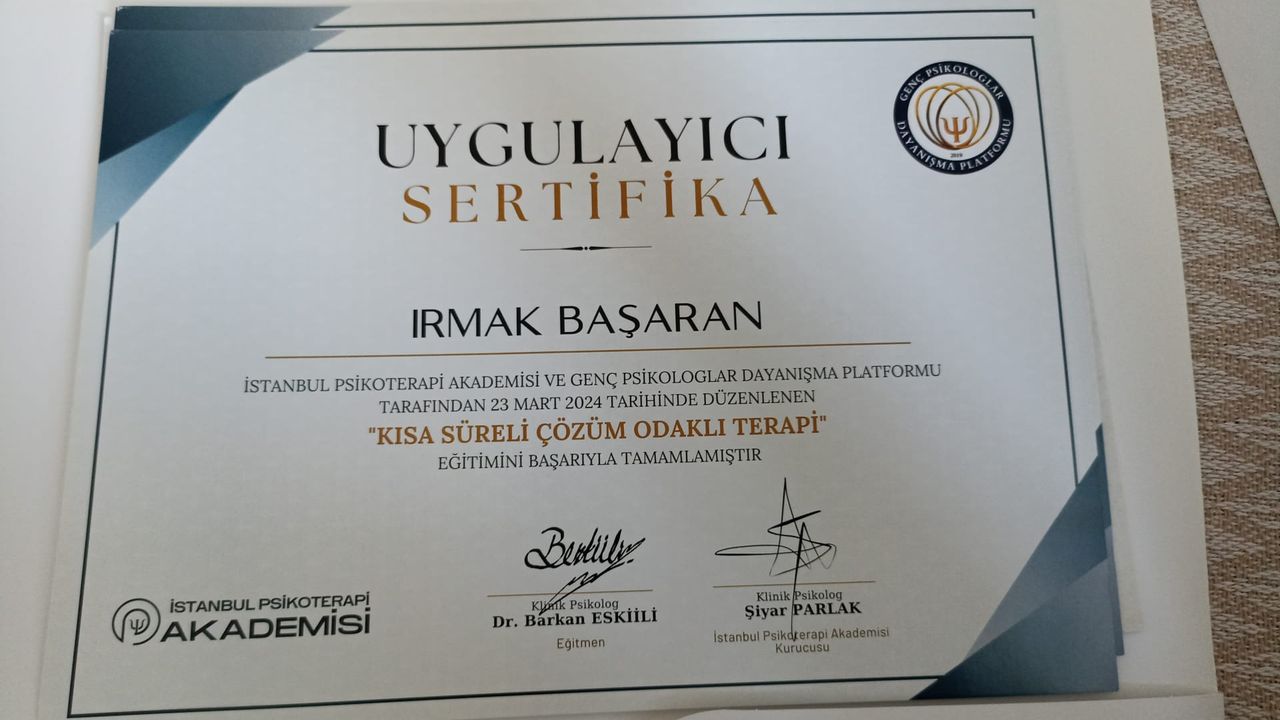 GENÇ PSİKOLOGLAR
DAYANIŞMA PLATFORMU
2019
UYGULAYICI
SERTİFİKA
IRMAK BAŞARAN
İSTANBUL PSİKOTERAPİ AKADEMİSİ VE GENÇ PSİKOLOGLAR DAYANIŞMA PLATFORMU
TARAFINDAN 23 MART 2024 TARİHİNDE DÜZENLENEN
"KISA SÜRELİ ÇÖZÜM ODAKLI TERAPİ"
EĞİTİMİNİ BAŞARIYLA TAMAMLAMIŞTIR
İSTANBUL PSİKOTERAPİ
AKADEMİSİ
Klinik Psikolog
Dr. Barkan ESKİİLİ
Eğitmen
Klinik Psikolog
Şiyar PARLAK
İstanbul Psikoterapi Akademisi
Kurucusu